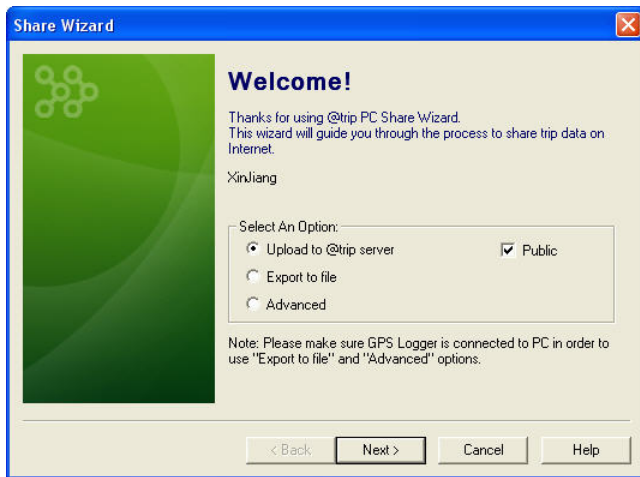 Share Wizard
Welcome!
Thanks for using @trip PC Share Wizard.
This wizard will guide you through the process to share trip data on
Internet.
XinJiang
Select An Option:
Upload to @trip server
Public
Export to file
Advanced
Note: Please make sure GPS Logger is connected to PC in order to
use "Export to file" and "Advanced" options.
< Back
Next >
Cancel
Help